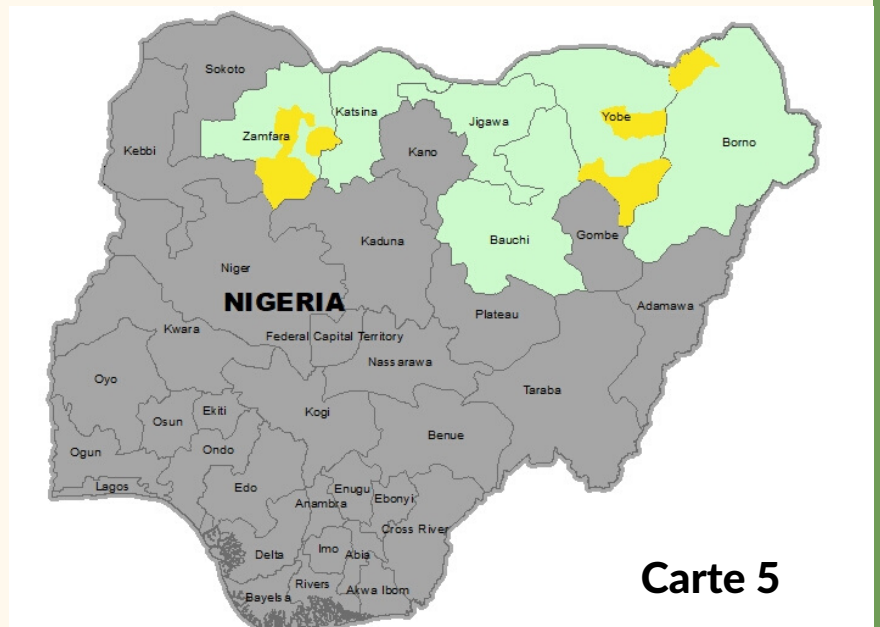 Sokoto
Katsina
Zamfara
Jigawa
Yobe
Borno
Kebbi
Kano
Gombe
Bauchi
Kaduna
Niger
NIGERIA
Adamawa
Plateau
Kwara
Federal Capital Territory
Nassarawa
Oyo
Taraba
Ekiti
Kogi
Osun
Benue
Ogun
Ondo
Lagos
Edo
Enugu
Ebonyi
Anambra
Cross River
Imo
Abia
Delta
Rivers
Akwa Ibom
Bayelsa
Carte 5